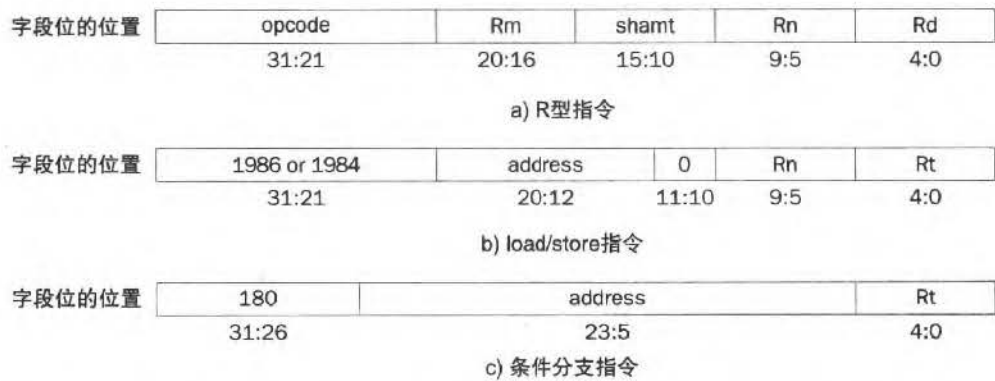 字段位的位置 opcode Rm shamt Rn Rd
31:21 20:16 15:10 9:5 4:0
a) R型指令
字段位的位置 1986 or 1984 address 0 Rn Rt
31:21 20:12 11:10 9:5 4:0
b) load/store指令
字段位的位置 180 address Rt
31:26 23:5 4:0
c) 条件分支指令